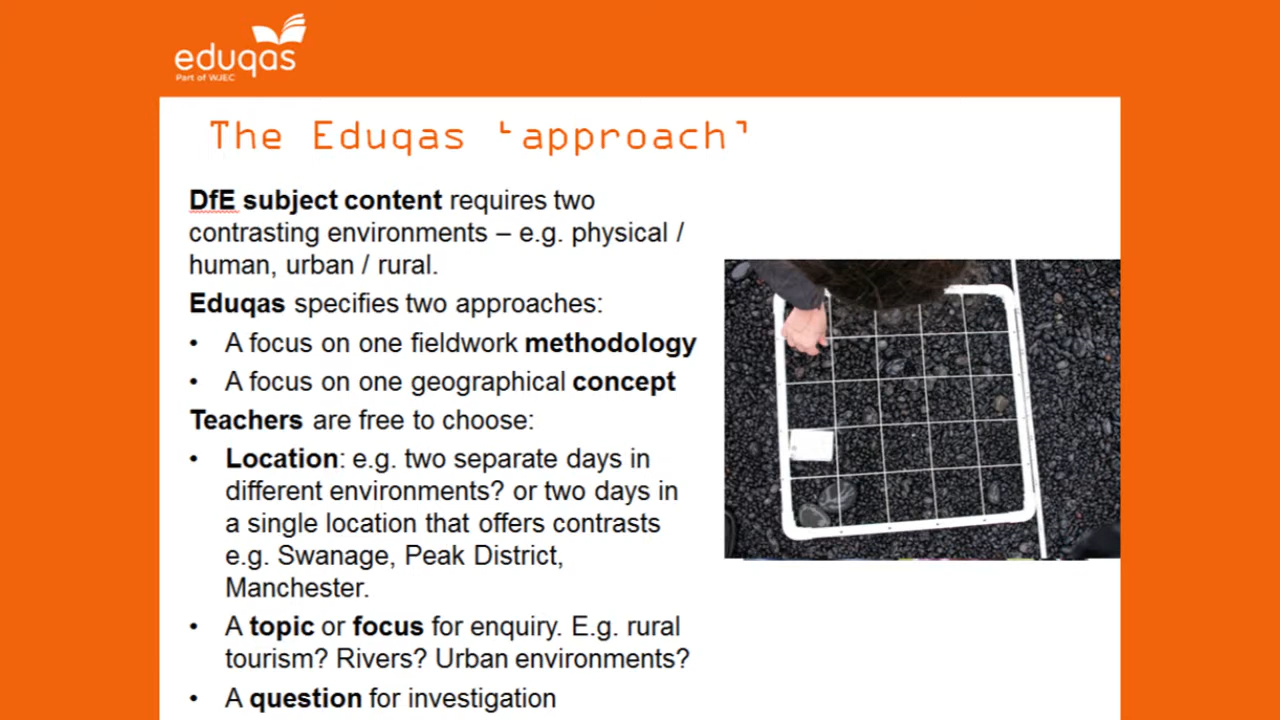 eduqas
Part of WJEC
The Eduqas ‘approach’
DfE subject content requires two
contrasting environments – e.g. physical /
human, urban / rural.
Eduqas specifies two approaches:
• A focus on one fieldwork methodology
• A focus on one geographical concept
Teachers are free to choose:
• Location: e.g. two separate days in
different environments? or two days in
a single location that offers contrasts
e.g. Swanage, Peak District,
Manchester.
• A topic or focus for enquiry. E.g. rural
tourism? Rivers? Urban environments?
• A question for investigation